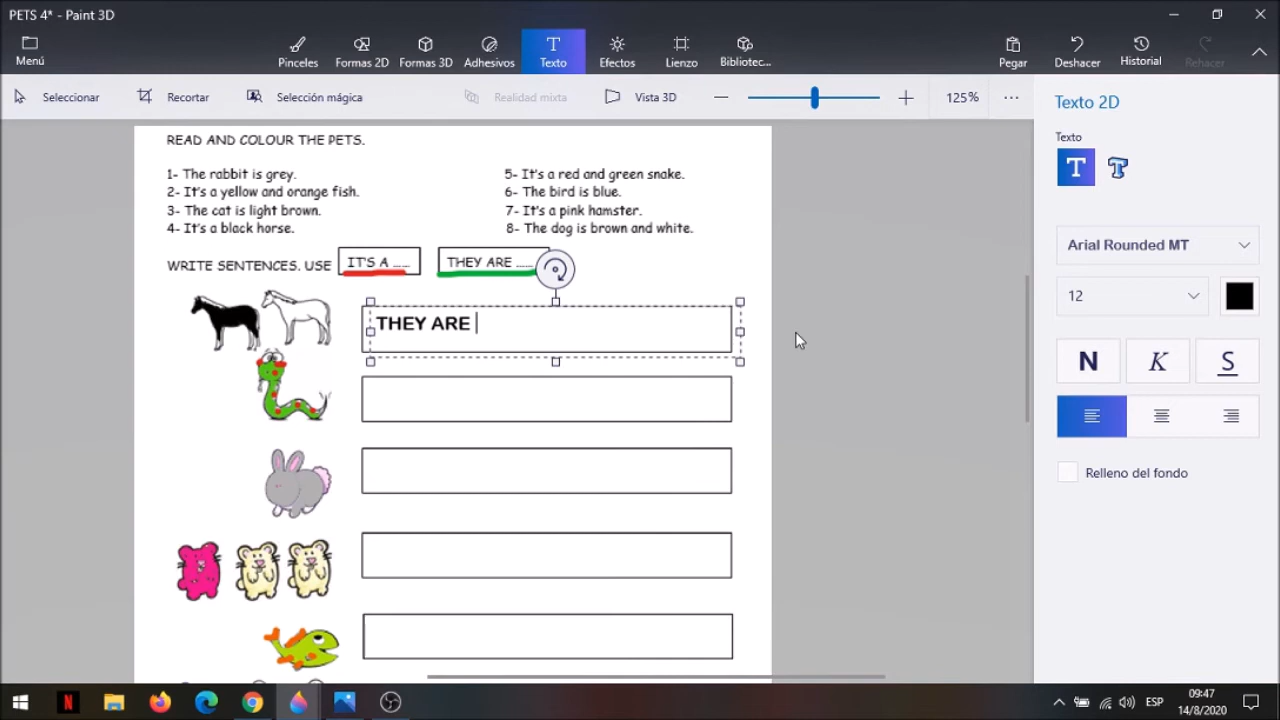 PETS 4* - Paint 3D
Menú
Pinceles
Formas 2D
Formas 3D
Adhesivos
Texto
Efectos
Lienzo
Bibliotec...
Pegar
Deshacer
Historial
Rehacer
Seleccionar
Recortar
Selección mágica
Realidad mixta
Vista 3D
125%
Texto 2D
Texto
Arial Rounded MT
12
N K S
Relleno del fondo
READ AND COLOUR THE PETS.
1- The rabbit is grey.
2- It's a yellow and orange fish.
3- The cat is light brown.
4- It's a black horse.
5- It's a red and green snake.
6- The bird is blue.
7- It's a pink hamster.
8- The dog is brown and white.
WRITE SENTENCES. USE IT'S A ...... THEY ARE ......
THEY ARE
ESP
09:47
14/8/2020